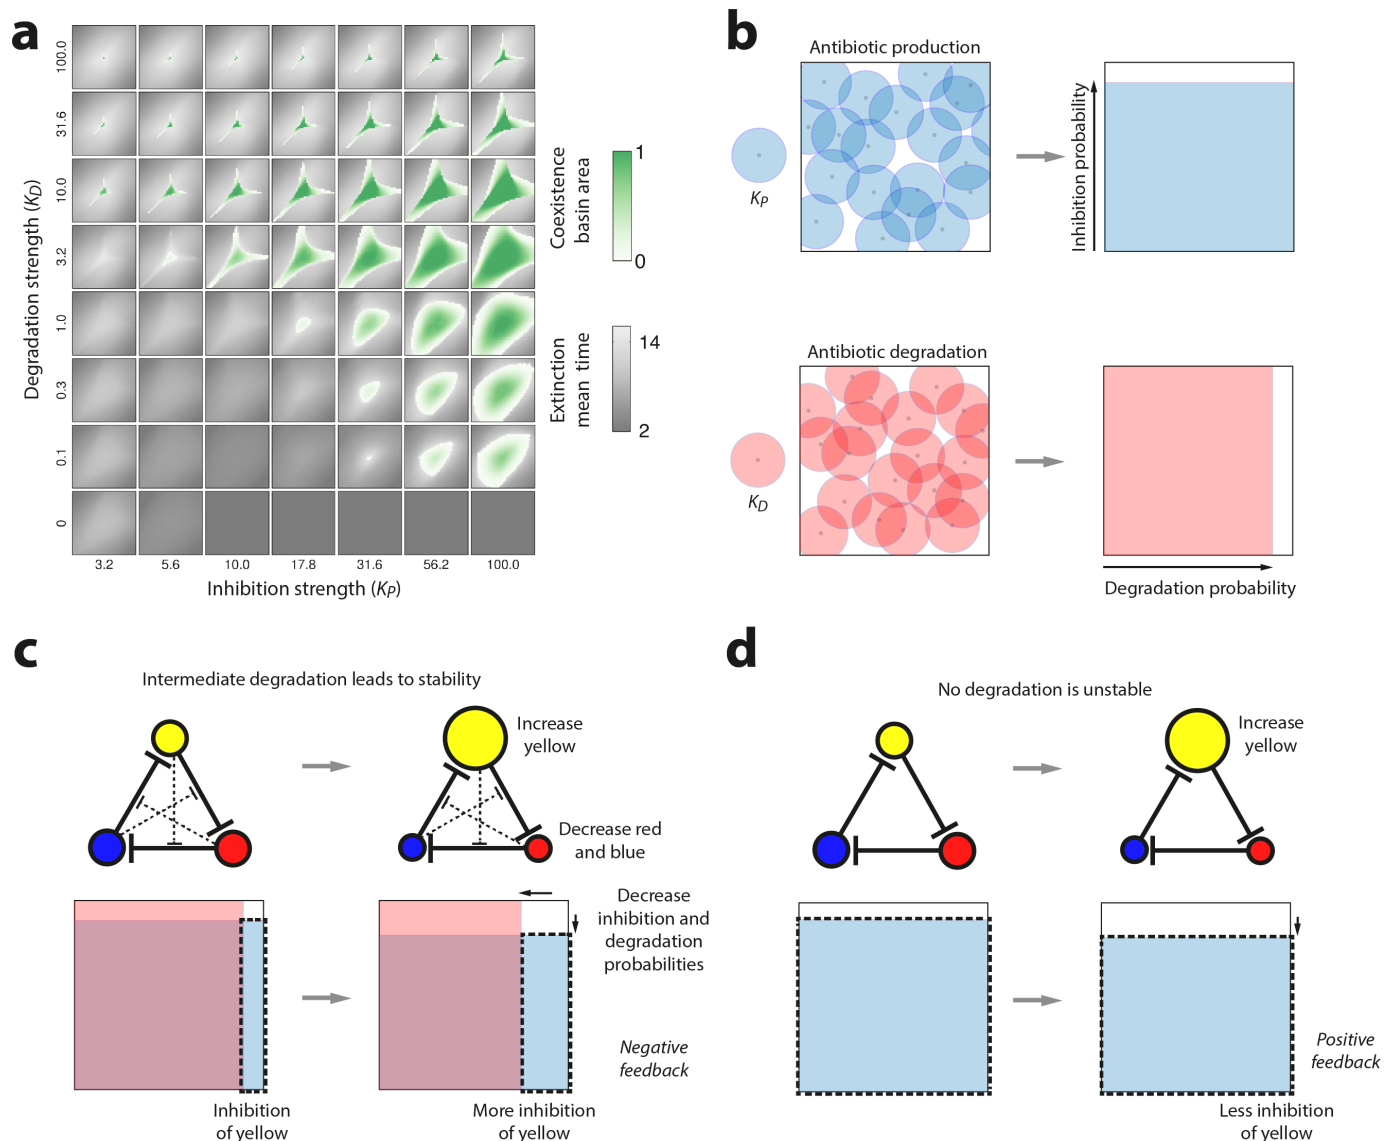 a
100.0
31.6
10.0
3.2
1.0
0.3
0.1
0
Degradation strength (KD)
3.2 5.6 10.0 17.8 31.6 56.2 100.0
Inhibition strength (KP)
Coexistence
basin area
1
0
Extinction
mean time
14
2
b
Antibiotic production
KP
Inhibition probability
Antibiotic degradation
KD
Degradation probability
c
Intermediate degradation leads to stability
Increase
yellow
Decrease red
and blue
Decrease
inhibition and
degradation
probabilities
Negative
feedback
Inhibition
of yellow
More inhibition
of yellow
d
No degradation is unstable
Increase
yellow
Positive
feedback
Less inhibition
of yellow